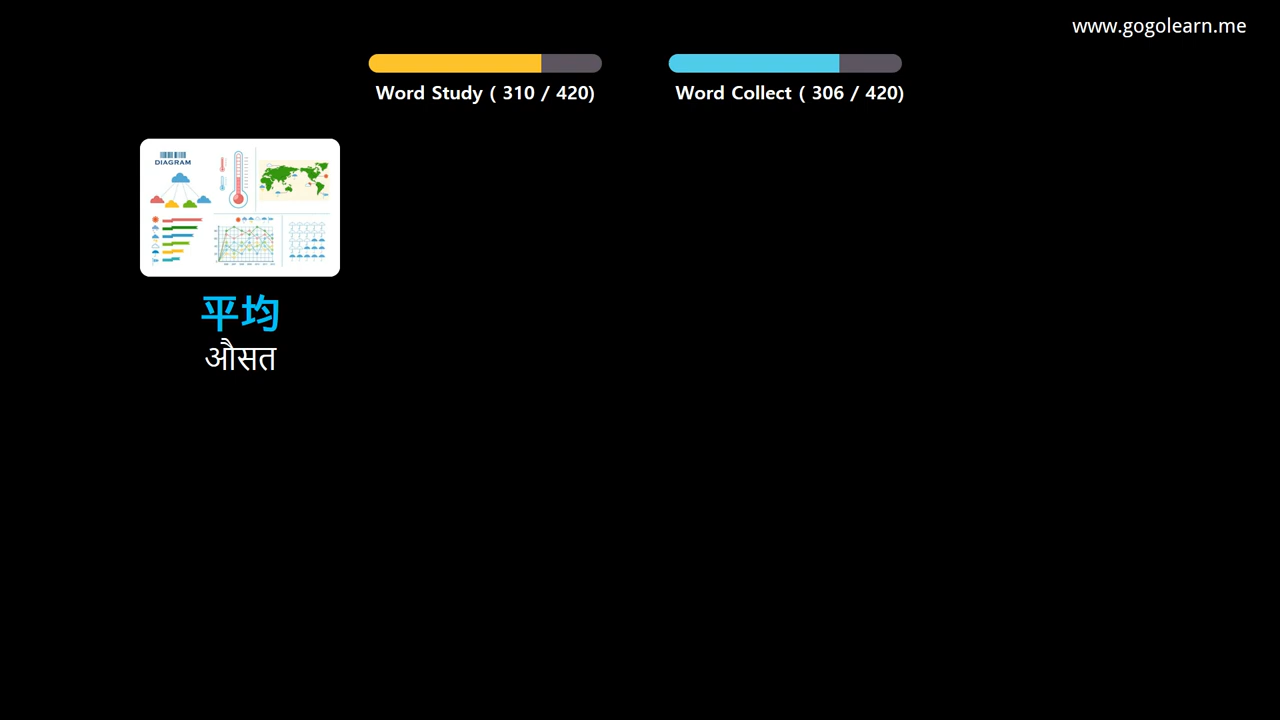 www.gogolearn.me
Word Study ( 310 / 420)
Word Collect ( 306 / 420)
DIAGRAM
平均
औसत